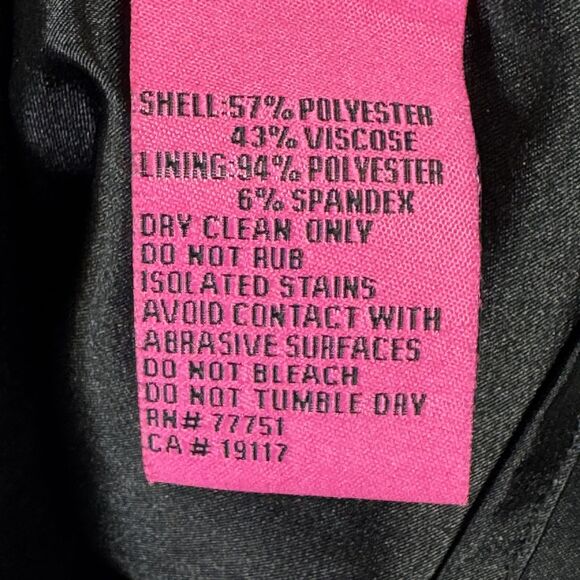 SHELL:57% POLYESTER
43% VISCOSE
LINING:94% POLYESTER
6% SPANDEX
DRY CLEAN ONLY
DO NOT RUB
ISOLATED STAINS
AVOID CONTACT WITH
ABRASIVE SURFACES
DO NOT BLEACH
DO NOT TUMBLE DRY
RN# 77751
CA # 19117